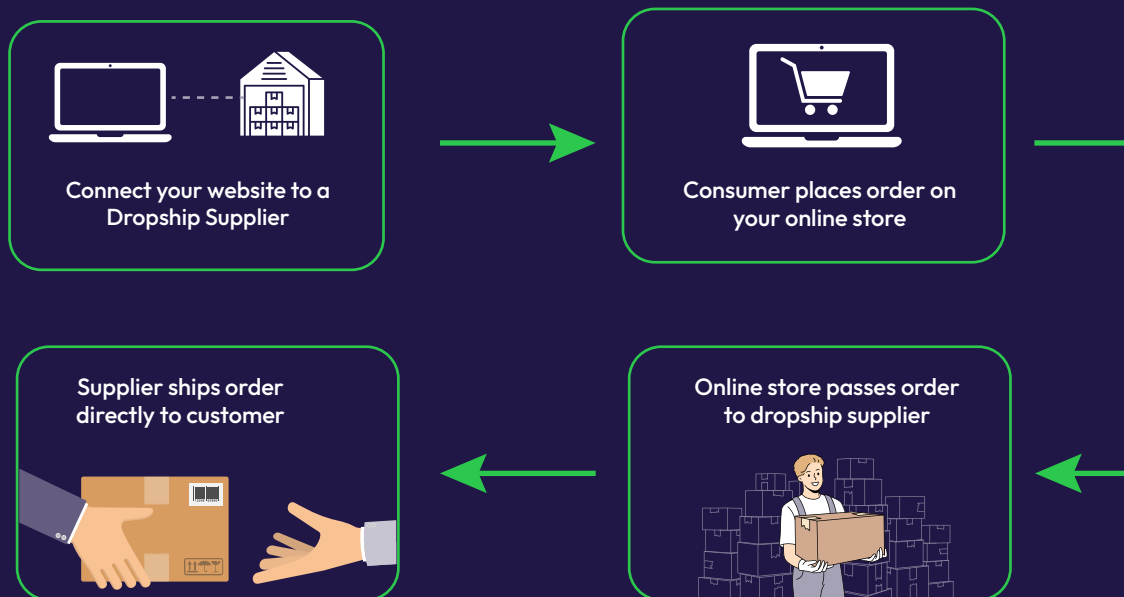 Connect your website to a
Dropship Supplier
Consumer places order on
your online store
Supplier ships order
directly to customer
Online store passes order
to dropship supplier